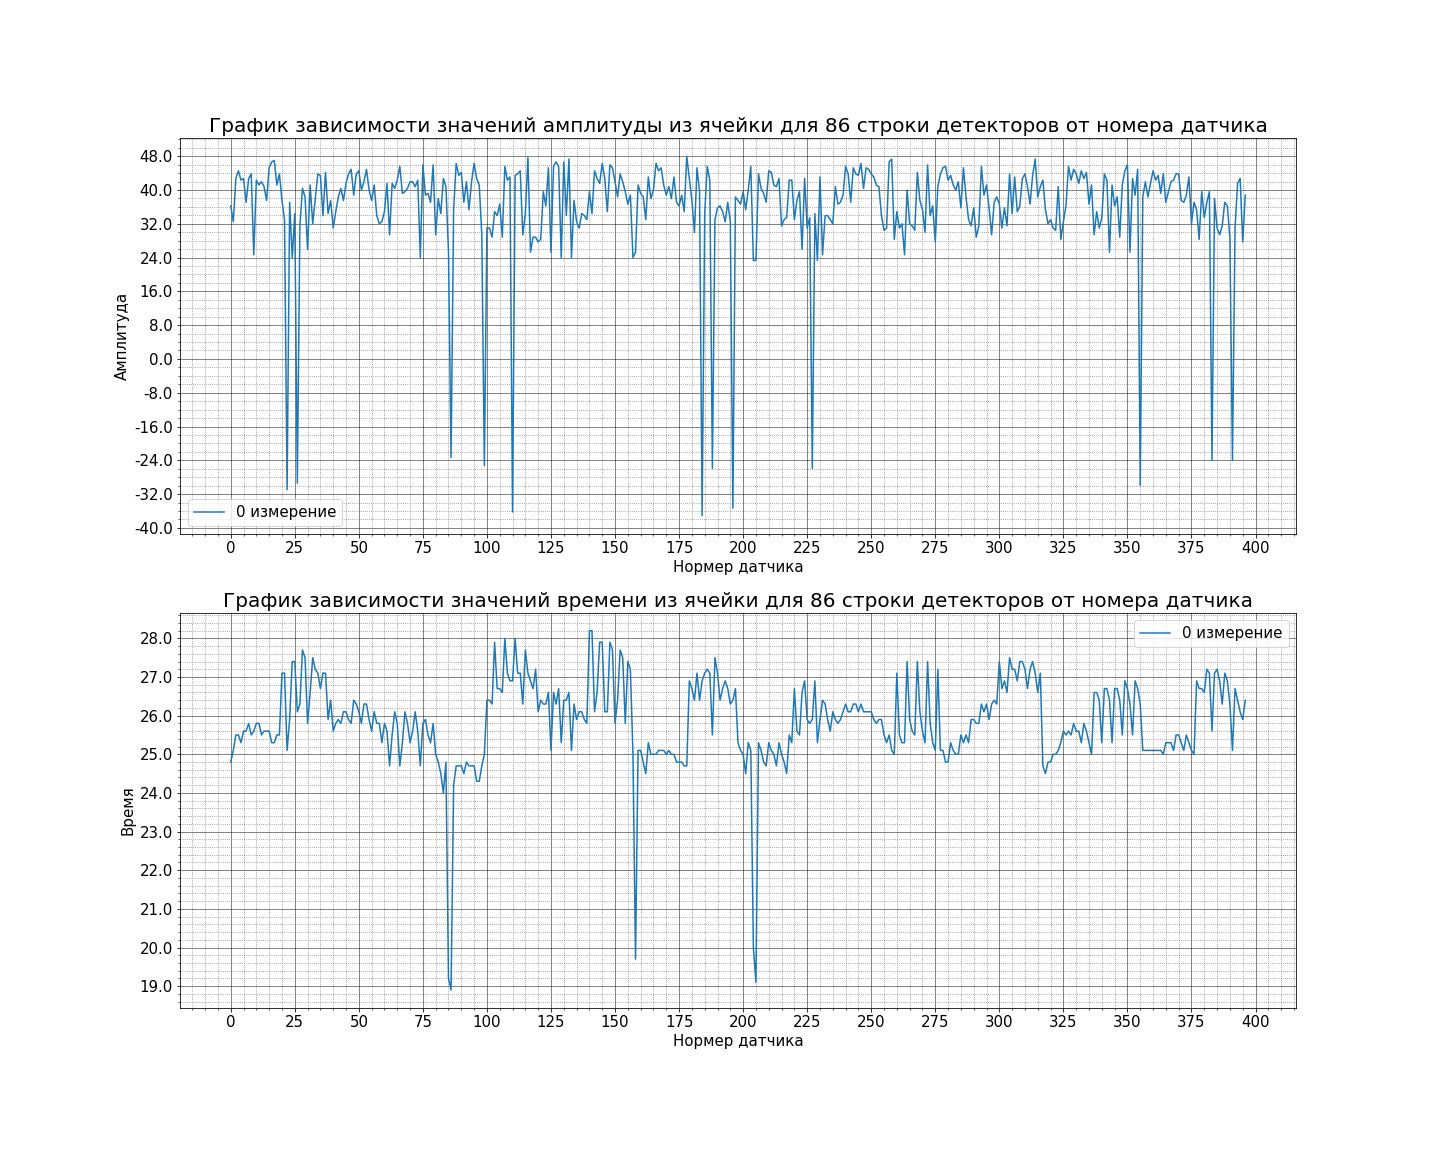 График зависимости значений амплитуды из ячейки для 86 строки детекторов от номера датчика
48.0
40.0
32.0
24.0
16.0
8.0
0.0
-8.0
-16.0
-24.0
-32.0
-40.0
Амплитуда
0 измерение
0 25 50 75 100 125 150 175 200 225 250 275 300 325 350 375 400
Нормер датчика
График зависимости значений времени из ячейки для 86 строки детекторов от номера датчика
28.0
27.0
26.0
25.0
24.0
23.0
22.0
21.0
20.0
19.0
Время
0 измерение
0 25 50 75 100 125 150 175 200 225 250 275 300 325 350 375 400
Нормер датчика